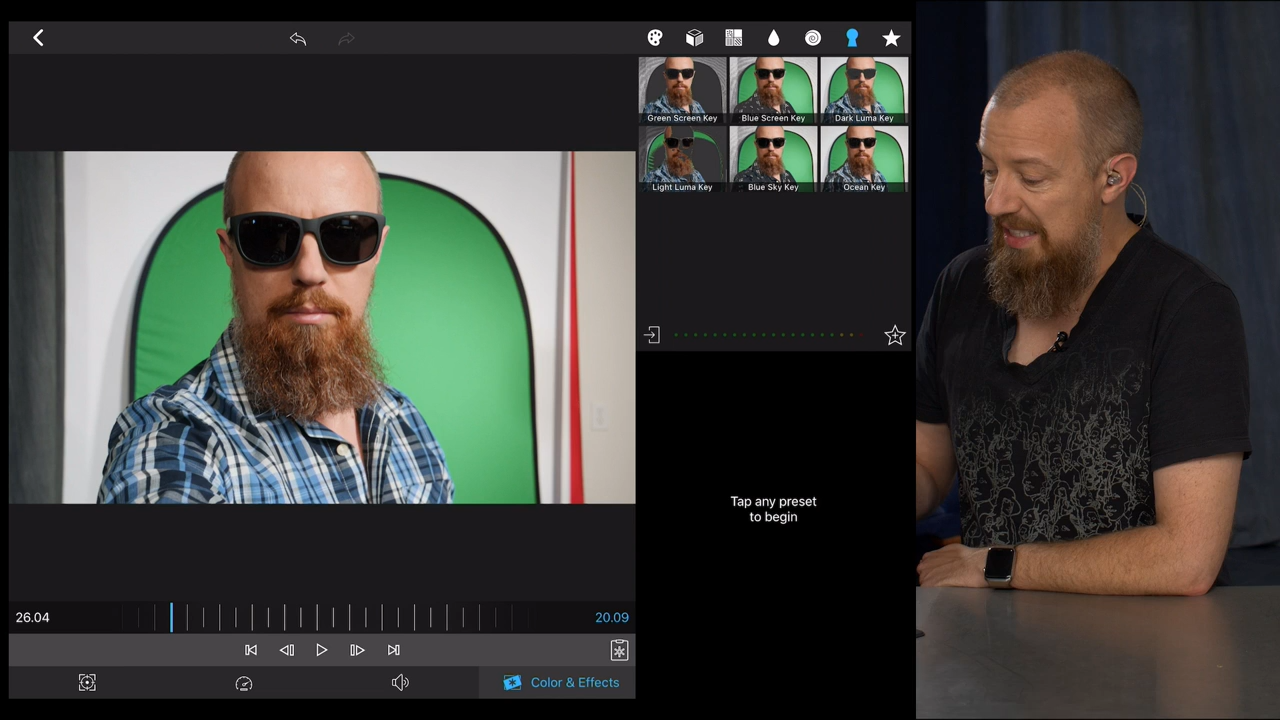 Green Screen Key
Blue Screen Key
Dark Luma Key
Light Luma Key
Blue Sky Key
Ocean Key
Tap any preset
to begin
26.04
20.09
Color & Effects